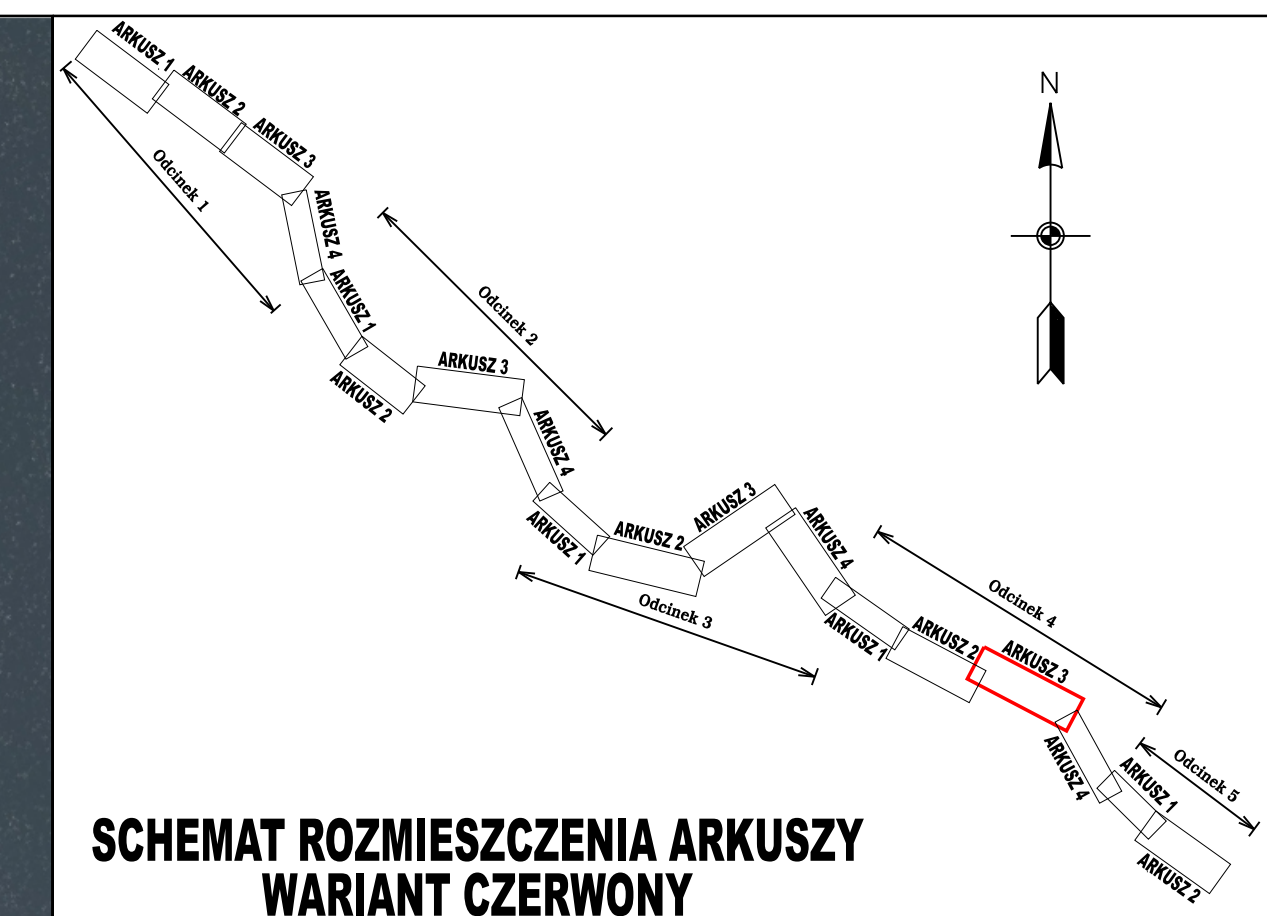 ARKUSZ 1
ARKUSZ 2
ARKUSZ 3
Odcinek 1
ARKUSZ 4
N
ARKUSZ 1
ARKUSZ 2
Odcinek 2
ARKUSZ 3
ARKUSZ 4
ARKUSZ 1
ARKUSZ 2
ARKUSZ 3
ARKUSZ 4
Odcinek 3
ARKUSZ 1
ARKUSZ 2
Odcinek 4
ARKUSZ 3
ARKUSZ 4
Odcinek 5
ARKUSZ 1
ARKUSZ 2
SCHEMAT ROZMIESZCZENIA ARKUSZY
WARIANT CZERWONY